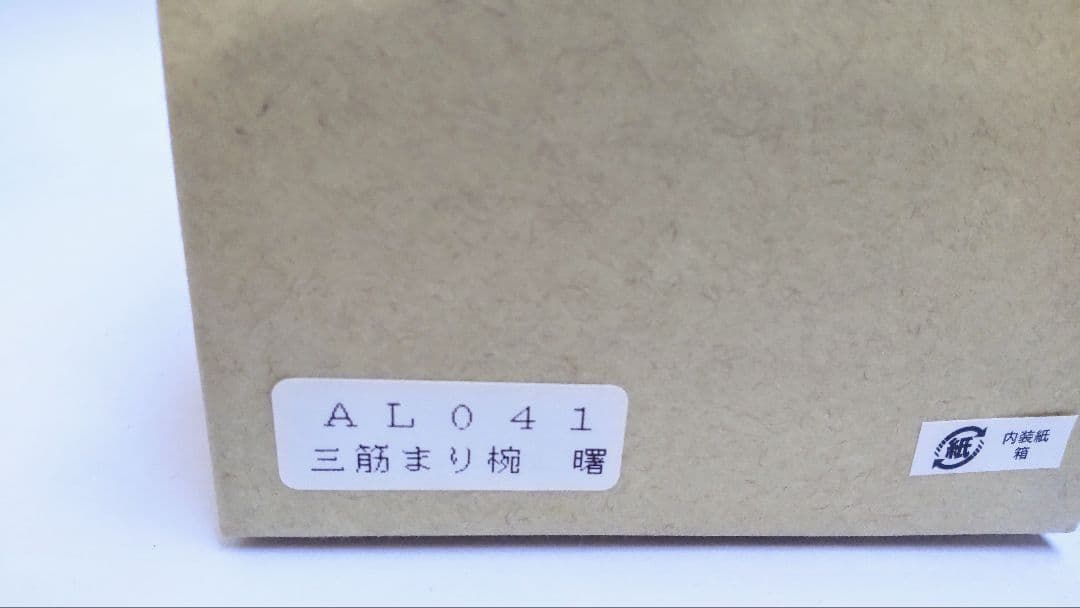 ＡＬ０４１
三筋まり椀　曙
紙
内装紙
箱